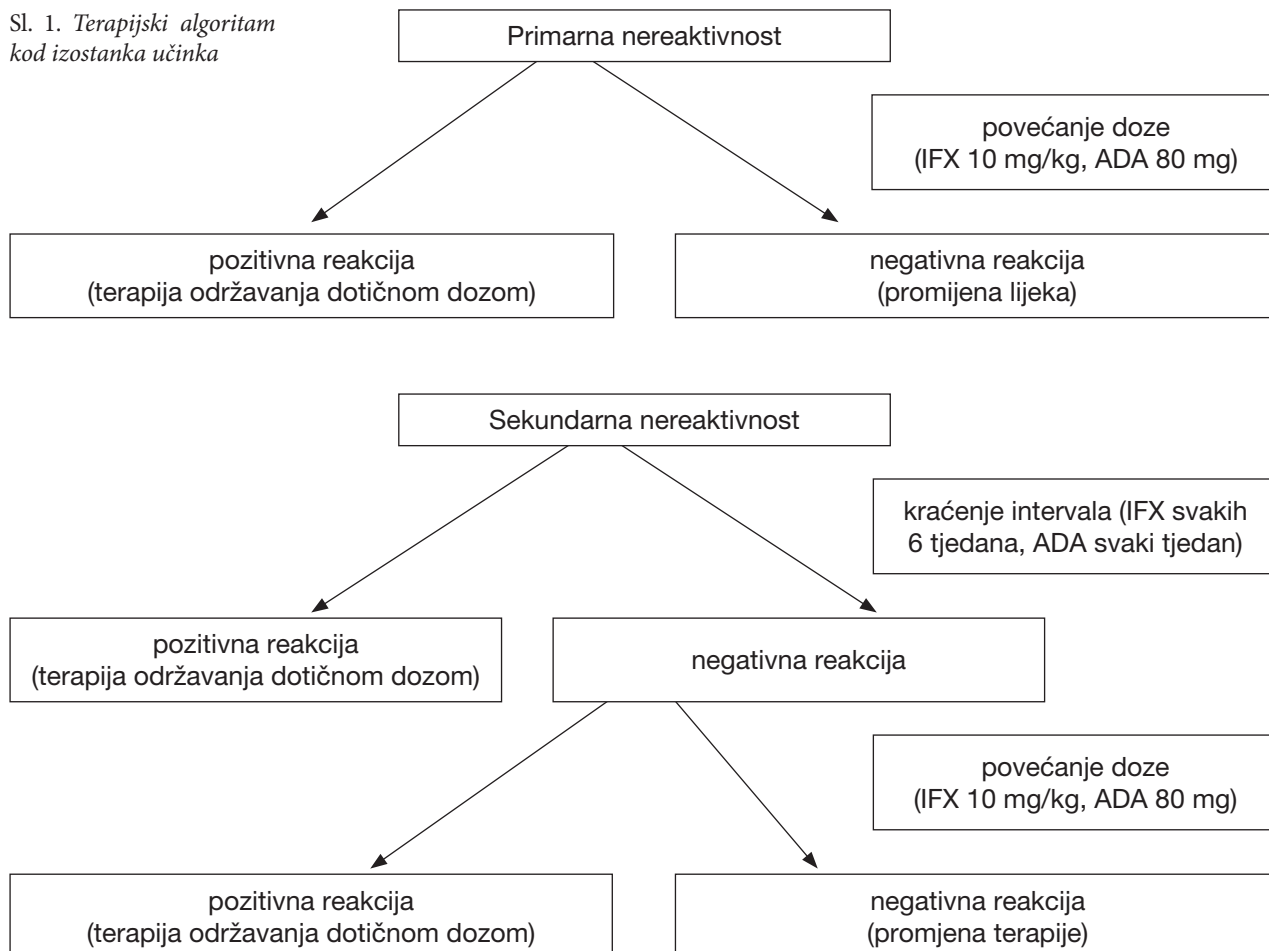 Sl. 1. Terapijski algoritam
kod izostanka učinka
Primarna nereaktivnost
povećanje doze
(IFX 10 mg/kg, ADA 80 mg)
pozitivna reakcija
(terapija održavanja dotičnom dozom)
negativna reakcija
(promijena lijeka)
Sekundarna nereaktivnost
kraćenje intervala (IFX svakih
6 tjedana, ADA svaki tjedan)
pozitivna reakcija
(terapija održavanja dotičnom dozom)
negativna reakcija
povećanje doze
(IFX 10 mg/kg, ADA 80 mg)
pozitivna reakcija
(terapija održavanja dotičnom dozom)
negativna reakcija
(promjena terapije)